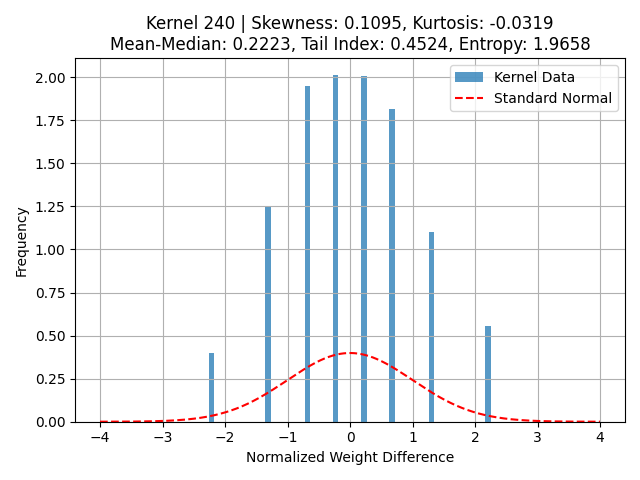 Kernel 240 | Skewness: 0.1095, Kurtosis: -0.0319
Mean-Median: 0.2223, Tail Index: 0.4524, Entropy: 1.9658
Kernel Data
Standard Normal
Frequency
2.00
1.75
1.50
1.25
1.00
0.75
0.50
0.25
0.00
−4 −3 −2 −1 0 1 2 3 4
Normalized Weight Difference